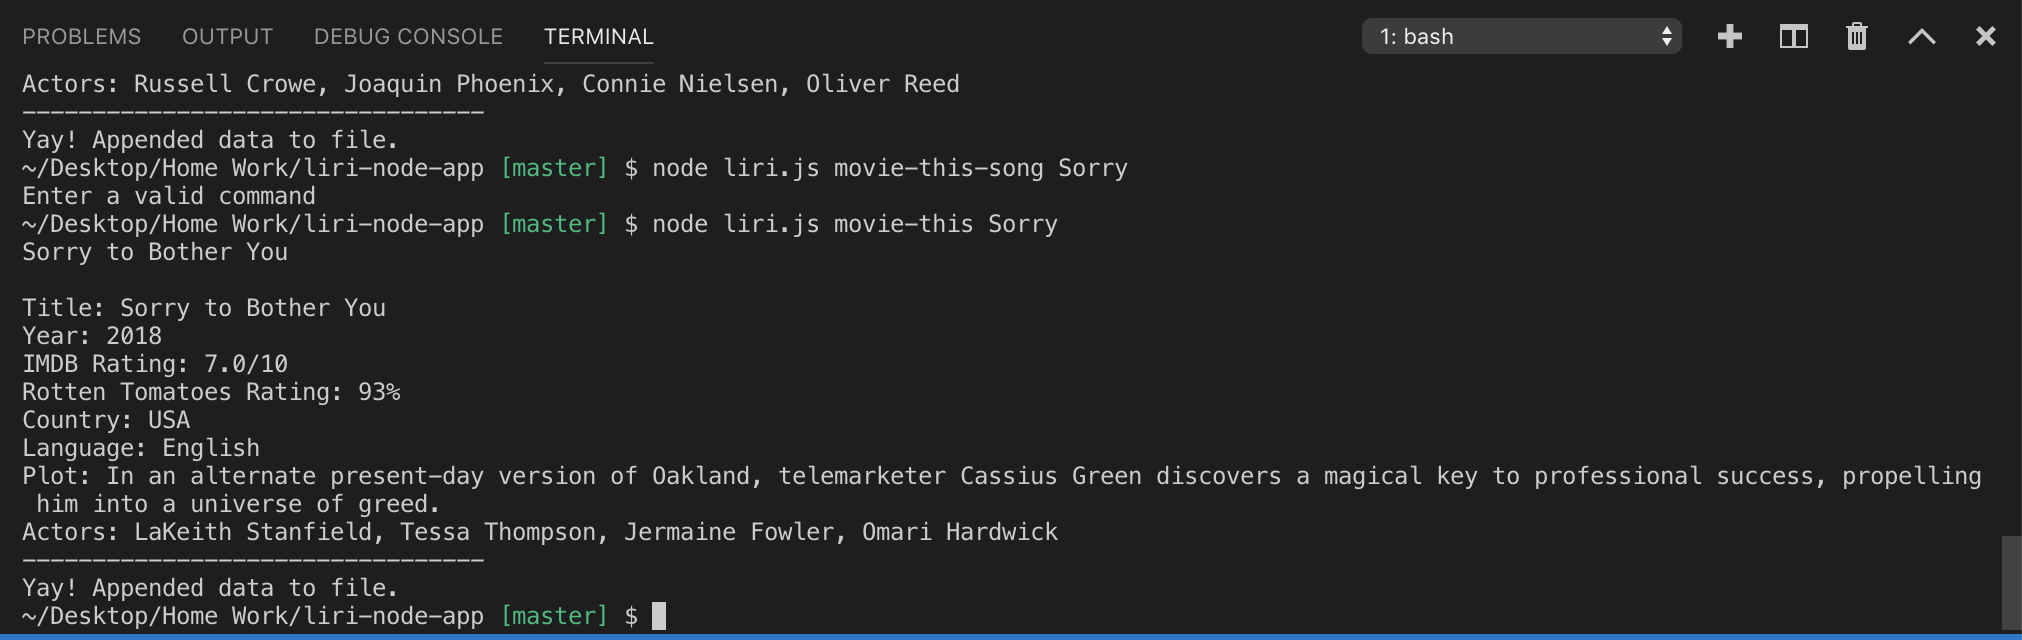 PROBLEMS OUTPUT DEBUG CONSOLE TERMINAL 1: bash
Actors: Russell Crowe, Joaquin Phoenix, Connie Nielsen, Oliver Reed
---------------------------------
Yay! Appended data to file.
~/Desktop/Home Work/liri-node-app [master] $ node liri.js movie-this-song Sorry
Enter a valid command
~/Desktop/Home Work/liri-node-app [master] $ node liri.js movie-this Sorry
Sorry to Bother You

Title: Sorry to Bother You
Year: 2018
IMDB Rating: 7.0/10
Rotten Tomatoes Rating: 93%
Country: USA
Language: English
Plot: In an alternate present-day version of Oakland, telemarketer Cassius Green discovers a magical key to professional success, propelling
 him into a universe of greed.
Actors: LaKeith Stanfield, Tessa Thompson, Jermaine Fowler, Omari Hardwick
---------------------------------
Yay! Appended data to file.
~/Desktop/Home Work/liri-node-app [master] $